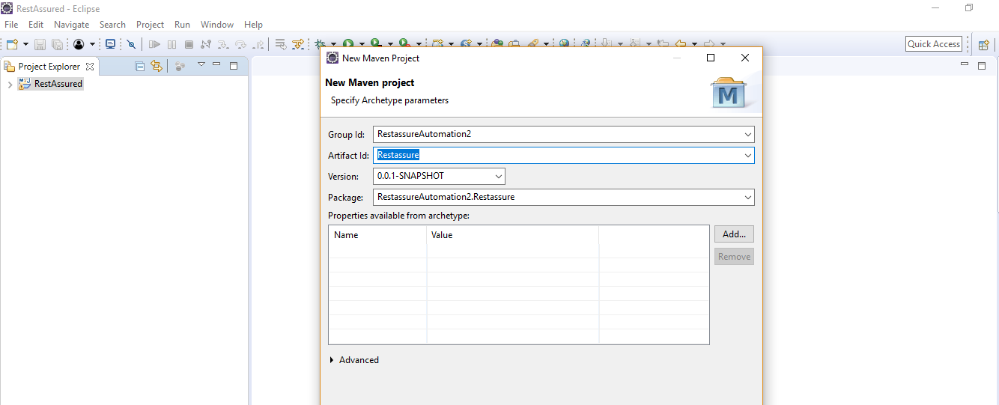 RestAssured - Eclipse
File Edit Navigate Search Project Run Window Help
Quick Access
Project Explorer
RestAssured
New Maven Project
New Maven project
Specify Archetype parameters
M
Group Id: RestassureAutomation2
Artifact Id: Restassure
Version: 0.0.1-SNAPSHOT
Package: RestassureAutomation2.Restassure
Properties available from archetype:
Name Value
Add...
Remove
Advanced